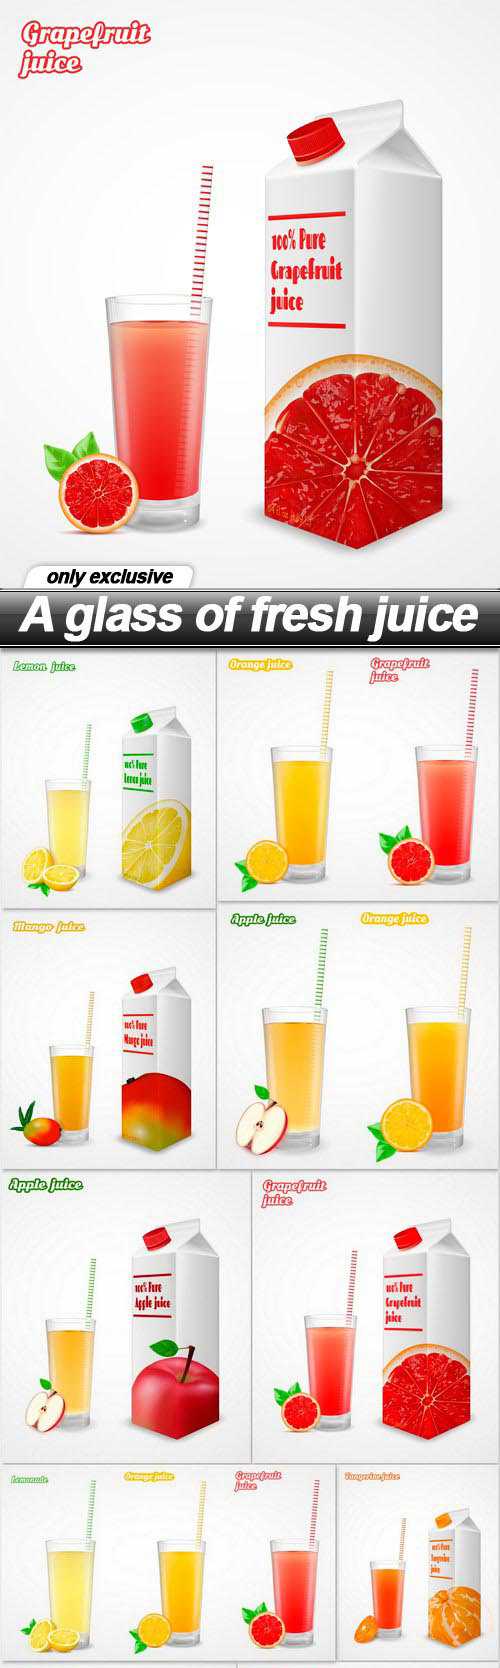 Grapefruit
juice
100% Pure
Grapefruit
juice
only exclusive
A glass of fresh juice
Lemon juice
100% Pure
Lemon juice
Orange juice
Grapefruit
juice
Mango juice
100% Pure
Mango juice
Apple juice
Orange juice
Apple juice
100% Pure
Apple juice
Grapefruit
juice
100% Pure
Grapefruit
juice
Lemonade
Orange juice
Grapefruit
juice
Tangerine juice
100% Pure
Tangerine
juice